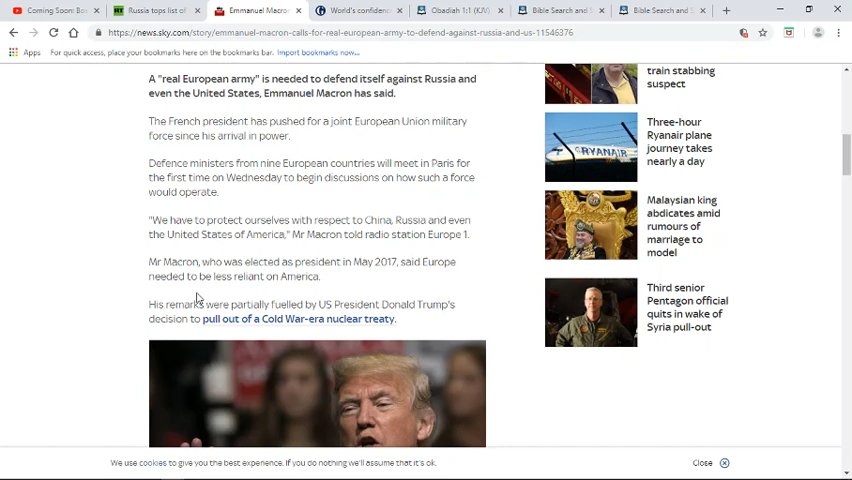 Coming Soon: Bo
Russia tops list of
Emmanuel Macro
World's confidenc
Obadiah 1:1 (KJV)
Bible Search and S
Bible Search and S
https://news.sky.com/story/emmanuel-macron-calls-for-real-european-army-to-defend-against-russia-and-us-11546376
Apps For quick access, place your bookmarks here on the bookmarks bar. Import bookmarks now...
A "real European army" is needed to defend itself against Russia and
even the United States, Emmanuel Macron has said.
The French president has pushed for a joint European Union military
force since his arrival in power.
Defence ministers from nine European countries will meet in Paris for
the first time on Wednesday to begin discussions on how such a force
would operate.
"We have to protect ourselves with respect to China, Russia and even
the United States of America," Mr Macron told radio station Europe 1.
Mr Macron, who was elected as president in May 2017, said Europe
needed to be less reliant on America.
His remarks were partially fuelled by US President Donald Trump's
decision to pull out of a Cold War-era nuclear treaty.
train stabbing
suspect
RYANAIR
Three-hour
Ryanair plane
journey takes
nearly a day
Malaysian king
abdicates amid
rumours of
marriage to
model
Third senior
Pentagon official
quits in wake of
Syria pull-out
We use cookies to give you the best experience. If you do nothing we'll assume that it's ok.
Close